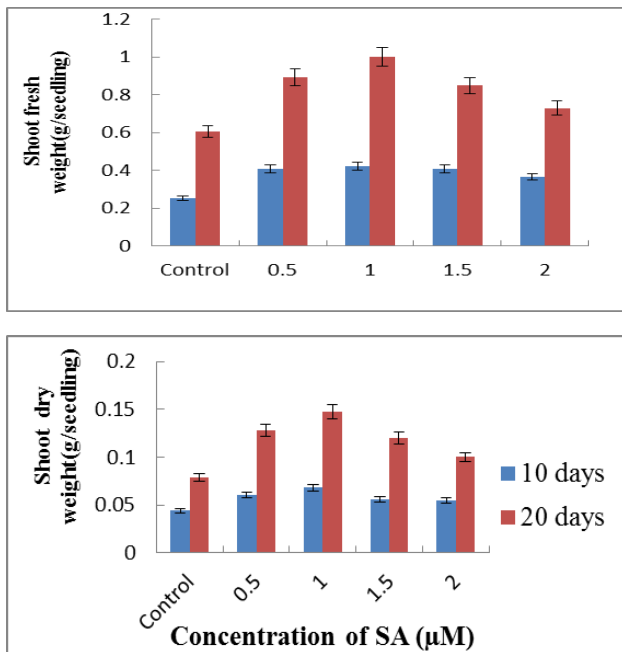 Shoot fresh
weight(g/seedling)
1.2
1
0.8
0.6
0.4
0.2
0
Control 0.5 1 1.5 2
Shoot dry
weight(g/seedling)
0.2
0.15
0.1
0.05
0
Control 0.5 1 1.5 2
10 days
20 days
Concentration of SA (µM)